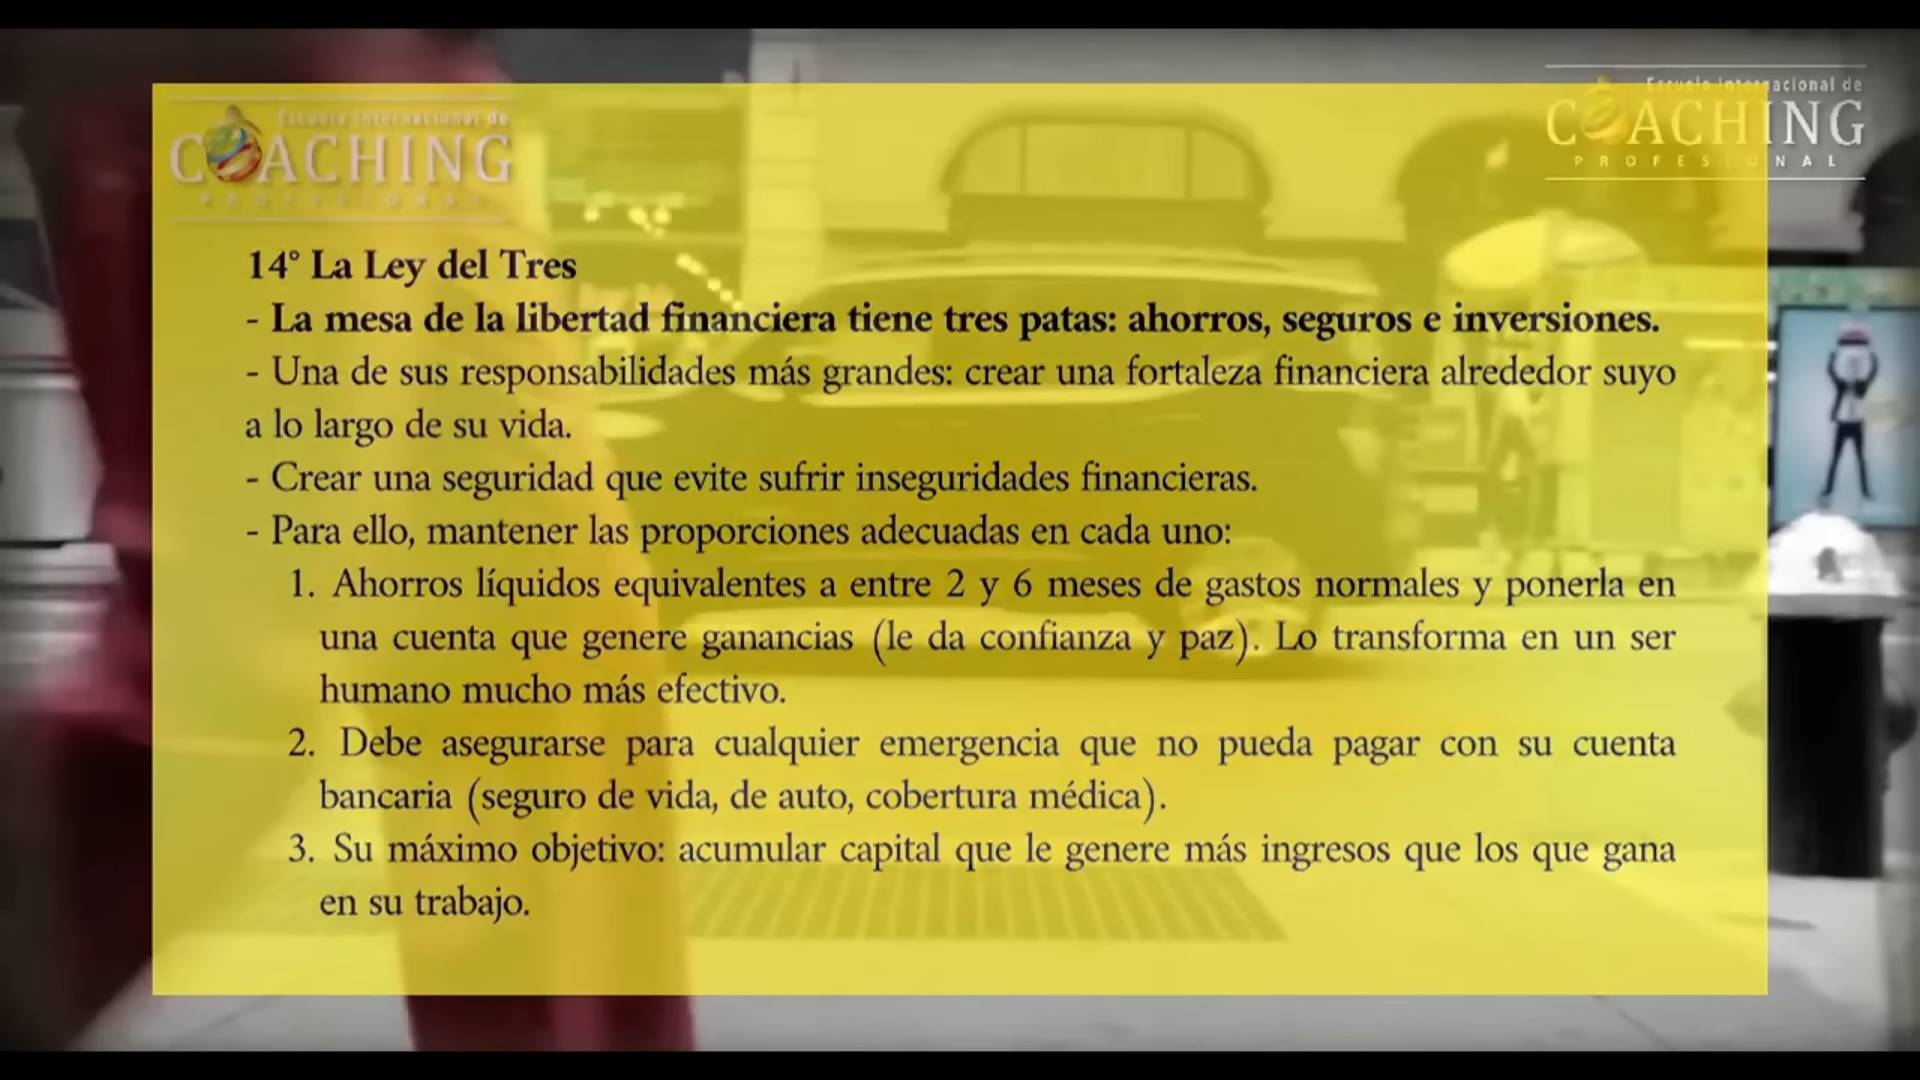 Escuela Internacional de
COACHING
PROFESIONAL
Escuela Internacional de
COACHING
PROFESIONAL
14° La Ley del Tres
- La mesa de la libertad financiera tiene tres patas: ahorros, seguros e inversiones.
- Una de sus responsabilidades más grandes: crear una fortaleza financiera alrededor suyo
a lo largo de su vida.
- Crear una seguridad que evite sufrir inseguridades financieras.
- Para ello, mantener las proporciones adecuadas en cada uno:
1. Ahorros líquidos equivalentes a entre 2 y 6 meses de gastos normales y ponerla en
una cuenta que genere ganancias (le da confianza y paz). Lo transforma en un ser
humano mucho más efectivo.
2. Debe asegurarse para cualquier emergencia que no pueda pagar con su cuenta
bancaria (seguro de vida, de auto, cobertura médica).
3. Su máximo objetivo: acumular capital que le genere más ingresos que los que gana
en su trabajo.